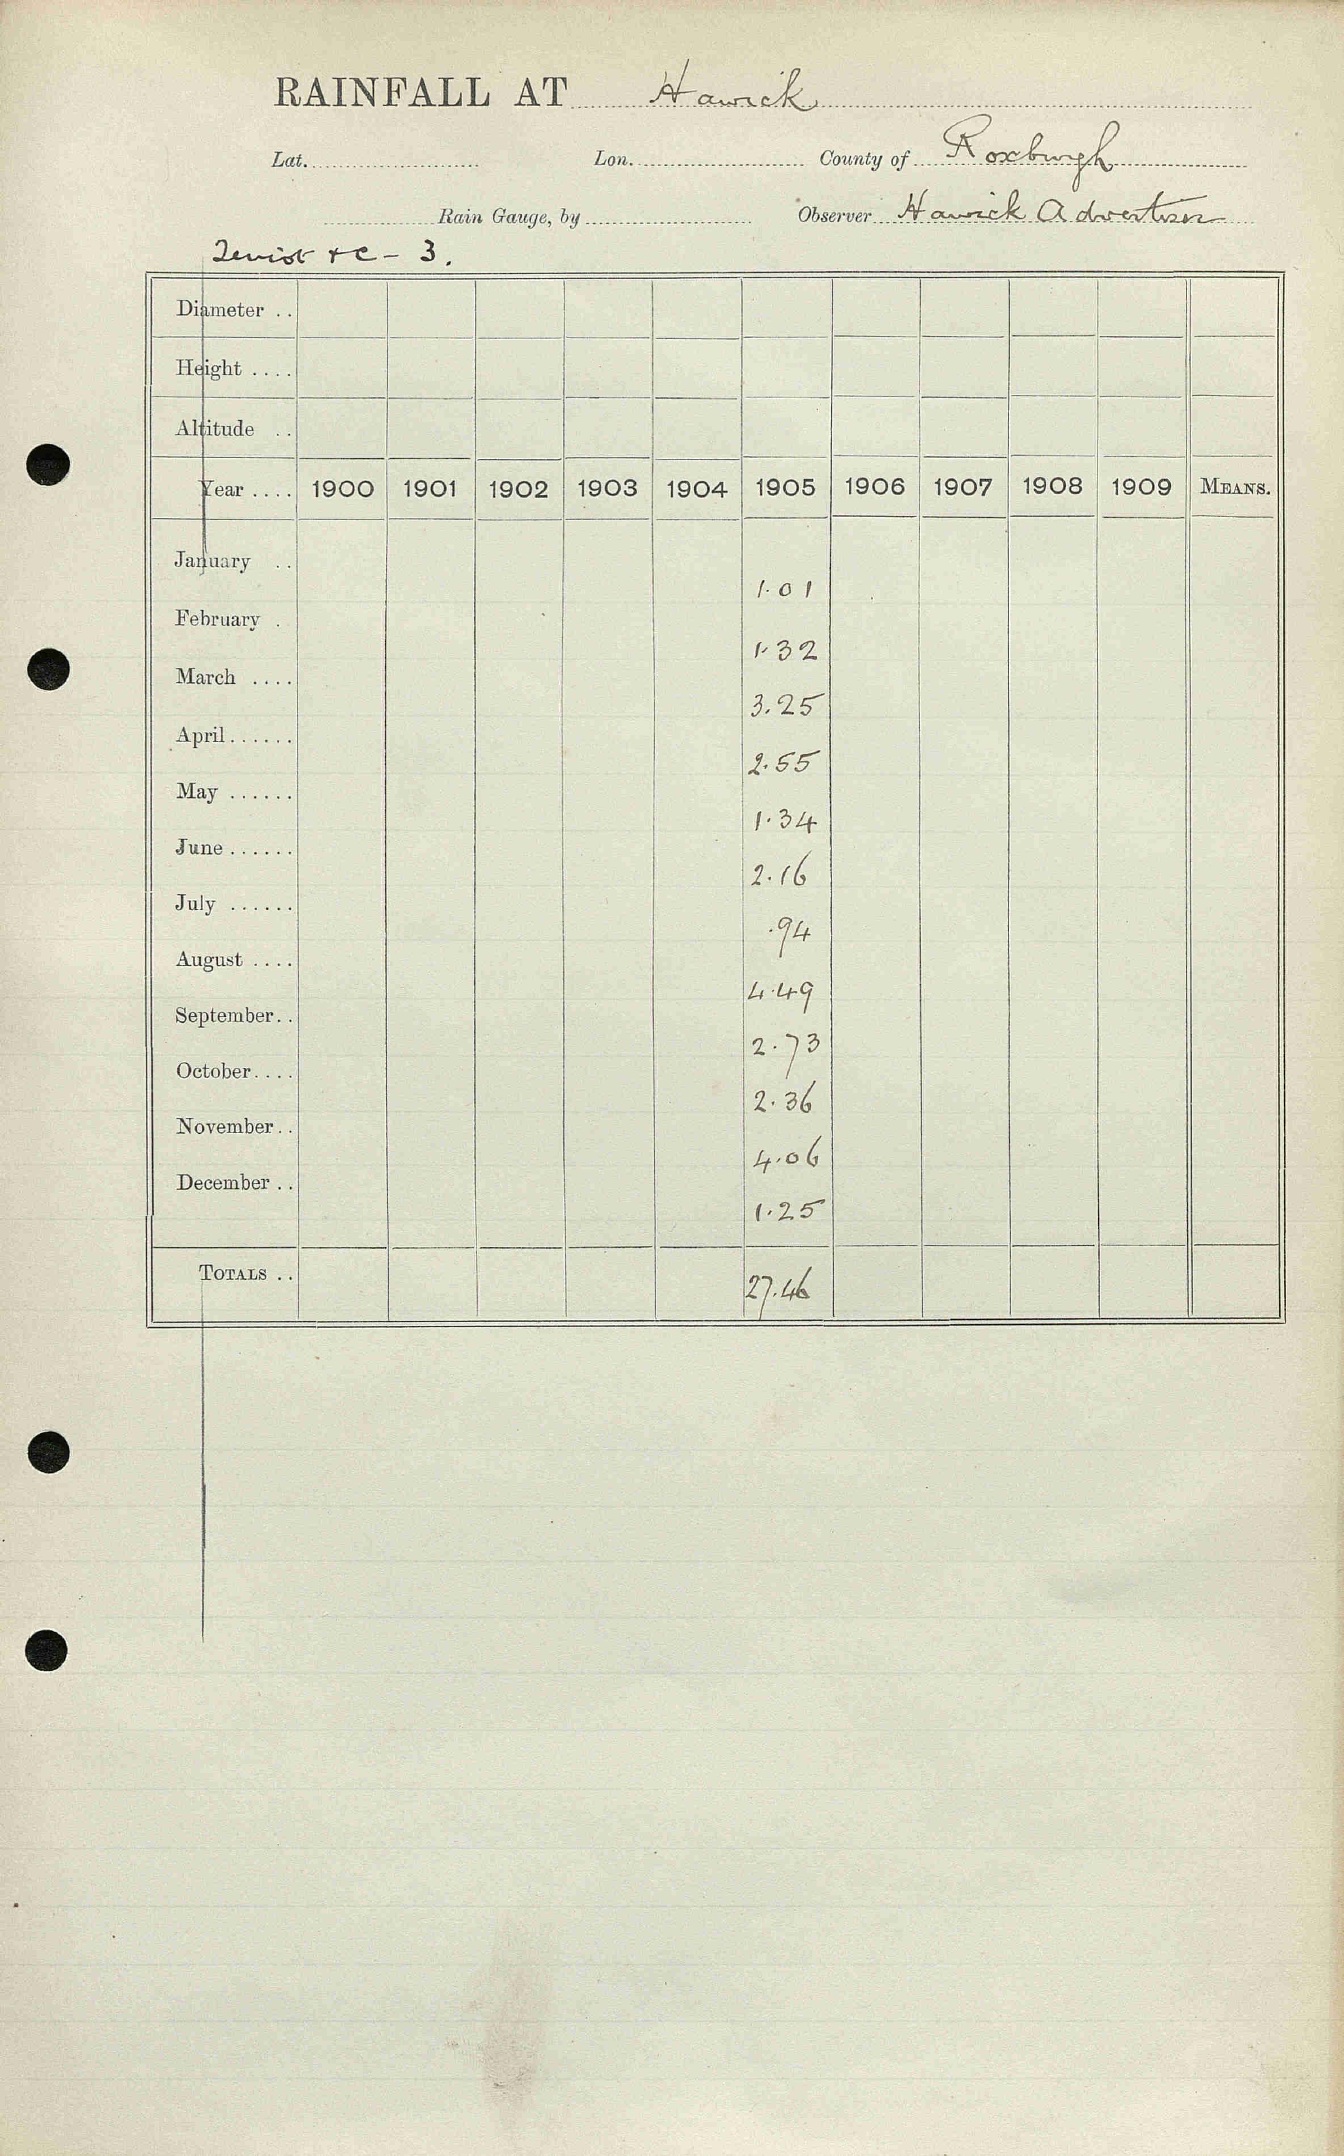 RAINFALL AT Hawick
Lat. Lon. County of Roxburgh
Rain Gauge, by Observer Hawick Advertiser
Teviot &c - 3.
Diameter ..
Height ....
Altitude ..
Year .... 1900 1901 1902 1903 1904 1905 1906 1907 1908 1909 MEANS.
January ..
1.01
February .
1.32
March ....
3.25
April......
2.55
May ......
1.34
June ......
2.16
July ......
.94
August ....
4.49
September..
2.73
October....
2.36
November..
4.06
December ..
1.25
TOTALS ..
27.46